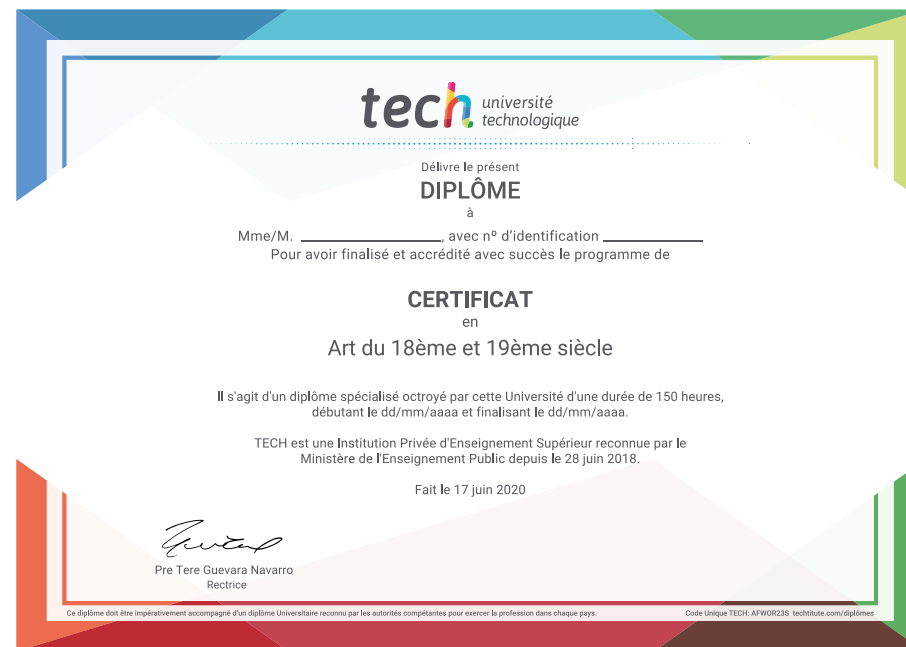 tech université
technologique
Délivre le présent
DIPLÔME
à
Mme/M. ____________________, avec nº d'identification ______________
Pour avoir finalisé et accrédité avec succès le programme de
CERTIFICAT
en
Art du 18ème et 19ème siècle
Il s'agit d'un diplôme spécialisé octroyé par cette Université d'une durée de 150 heures,
débutant le dd/mm/aaaa et finalisant le dd/mm/aaaa.
TECH est une Institution Privée d'Enseignement Supérieur reconnue par le
Ministère de l'Enseignement Public depuis le 28 juin 2018.
Fait le 17 juin 2020
Pre Tere Guevara Navarro
Rectrice
Ce diplôme doit être impérativement accompagné d'un diplôme Universitaire reconnu par les autorités compétantes pour exercer la profession dans chaque pays.
Code Unique TECH: AFWOR23S techtitute.com/diplômes